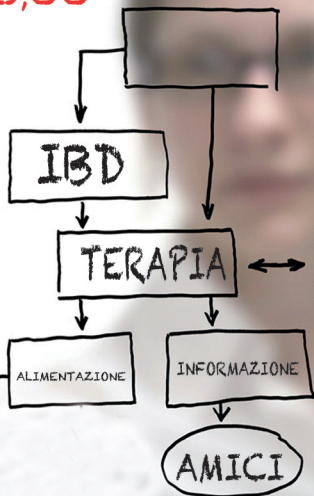 IBD
TERAPIA
ALIMENTAZIONE
INFORMAZIONE
AMICI